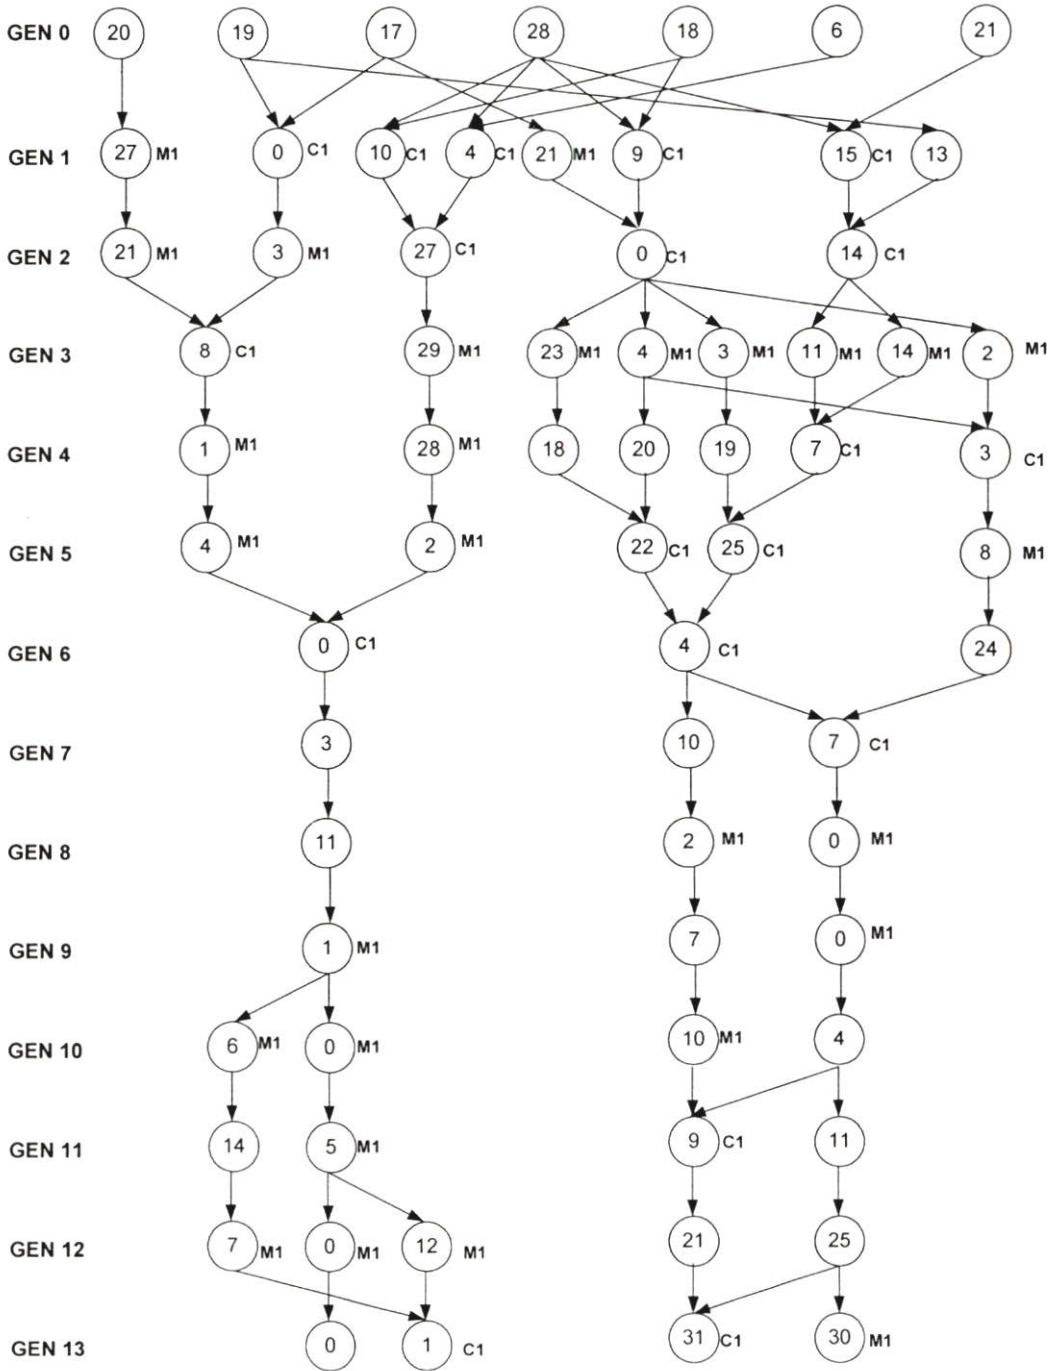 GEN 0 20 19 17 28 18 6 21
GEN 1 27 M1 0 C1 10 C1 4 C1 21 M1 9 C1 15 C1 13
GEN 2 21 M1 3 M1 27 C1 0 C1 14 C1
GEN 3 8 C1 29 M1 23 M1 4 M1 3 M1 11 M1 14 M1 2 M1
GEN 4 1 M1 28 M1 18 20 19 7 C1 3 C1
GEN 5 4 M1 2 M1 22 C1 25 C1 8 M1
GEN 6 0 C1 4 C1 24
GEN 7 3 10 7 C1
GEN 8 11 2 M1 0 M1
GEN 9 1 M1 7 0 M1
GEN 10 6 M1 0 M1 10 M1 4
GEN 11 14 5 M1 9 C1 11
GEN 12 7 M1 0 M1 12 M1 21 25
GEN 13 0 1 C1 31 C1 30 M1